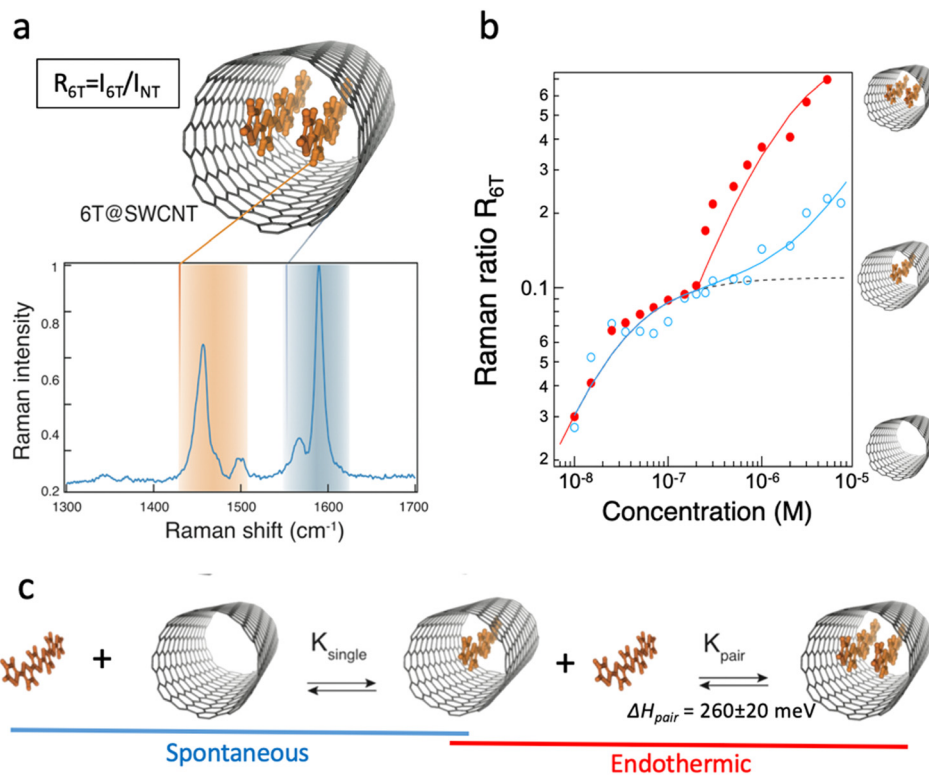 a
R6T=I6T/INT
6T@SWCNT
Raman intensity
1
0.8
0.6
0.4
0.2
1300
1400
1500
1600
1700
Raman shift (cm-1)
b
Raman ratio R6T
6
5
4
3
2
0.1
6
5
4
3
2
10-8
10-7
10-6
10-5
Concentration (M)
c
+
Ksingle
+
Kpair
ΔHpair = 260±20 meV
Spontaneous
Endothermic